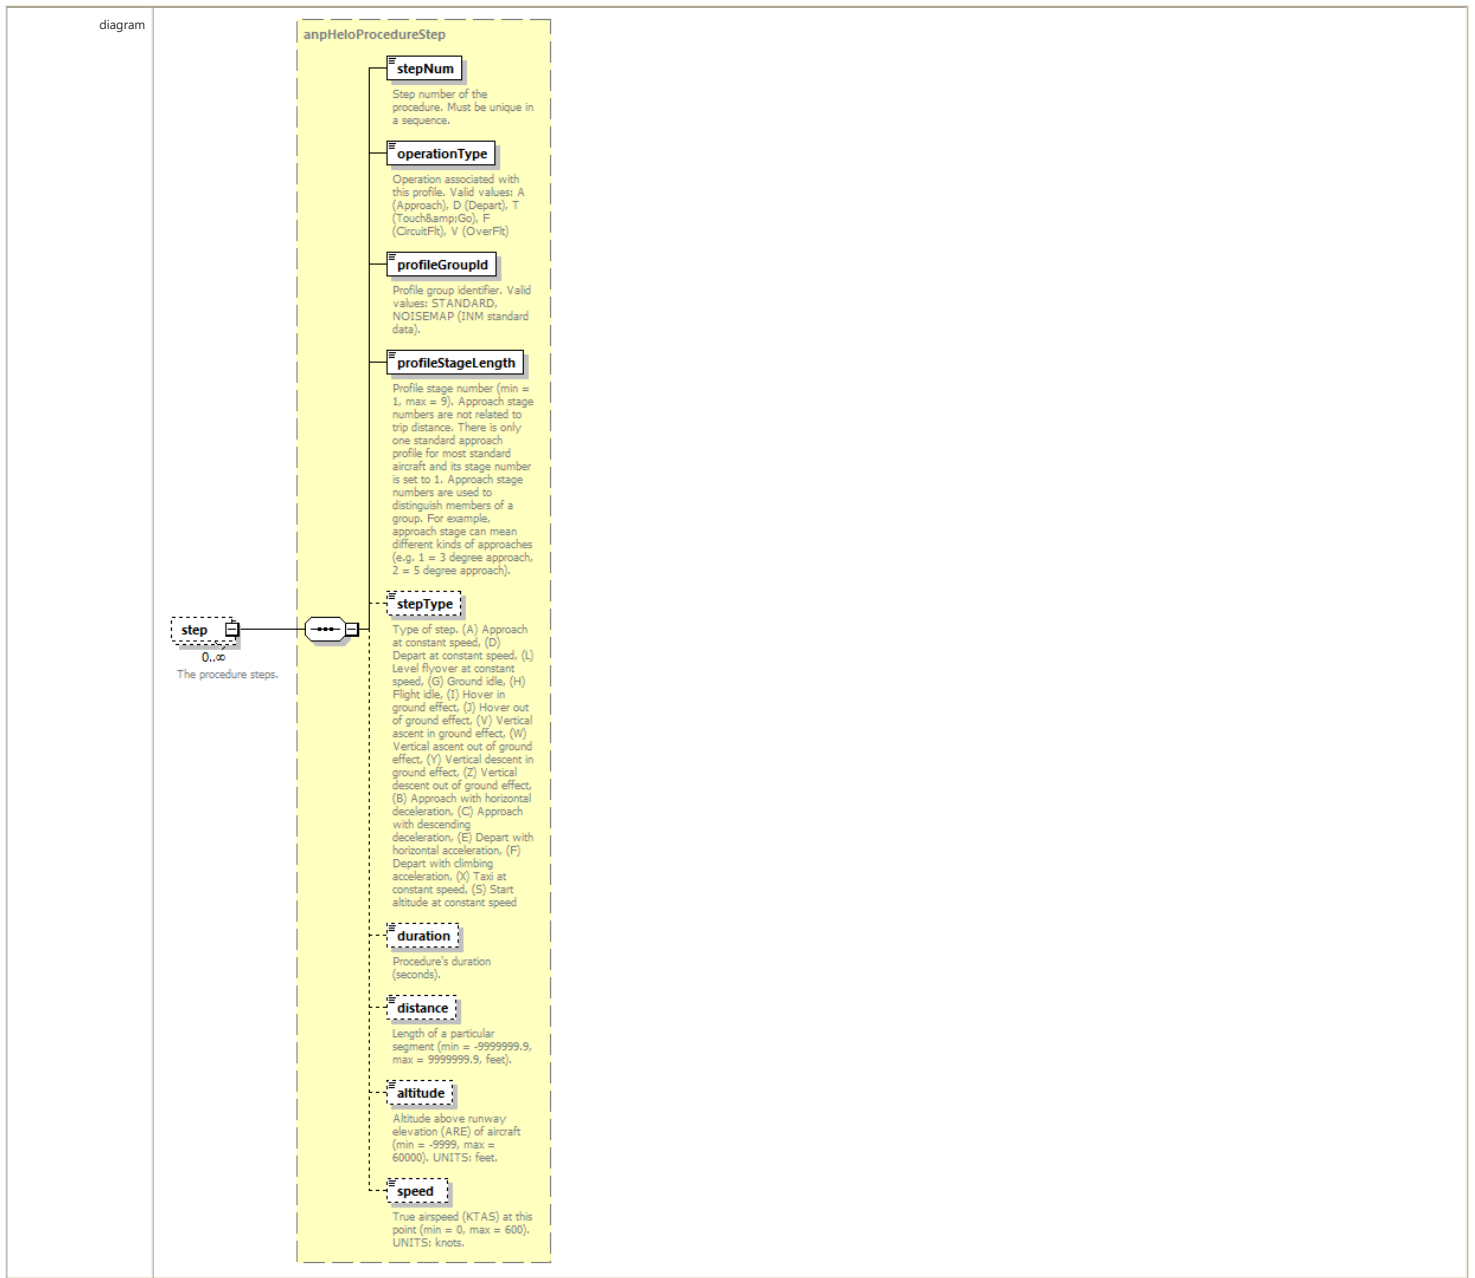 diagram
anpHeloProcedureStep
stepNum
Step number of the
procedure. Must be unique in
a sequence.
operationType
Operation associated with
this profile. Valid values: A
(Approach), D (Depart), T
(Touch&amp;Go), F
(CircuitFlt), V (OverFlt)
profileGroupId
Profile group identifier. Valid
values: STANDARD,
NOISEMAP (INM standard
data).
profileStageLength
Profile stage number (min =
1, max = 9). Approach stage
numbers are not related to
trip distance. There is only
one standard approach
profile for most standard
aircraft and its stage number
is set to 1. Approach stage
numbers are used to
distinguish members of a
group. For example,
approach stage can mean
different kinds of approaches
(e.g. 1 = 3 degree approach,
2 = 5 degree approach).
step
0..∞
The procedure steps.
stepType
Type of step. (A) Approach
at constant speed, (D)
Depart at constant speed, (L)
Level flyover at constant
speed, (G) Ground idle, (H)
Flight idle, (I) Hover in
ground effect, (J) Hover out
of ground effect, (V) Vertical
ascent in ground effect, (W)
Vertical ascent out of ground
effect, (Y) Vertical descent in
ground effect, (Z) Vertical
descent out of ground effect,
(B) Approach with horizontal
deceleration, (C) Approach
with descending
deceleration, (E) Depart with
horizontal acceleration, (F)
Depart with climbing
acceleration, (X) Taxi at
constant speed, (S) Start
altitude at constant speed
duration
Procedure's duration
(seconds).
distance
Length of a particular
segment (min = -9999999.9,
max = 9999999.9, feet).
altitude
Altitude above runway
elevation (ARE) of aircraft
(min = -9999, max =
60000). UNITS: feet.
speed
True airspeed (KTAS) at this
point (min = 0, max = 600).
UNITS: knots.